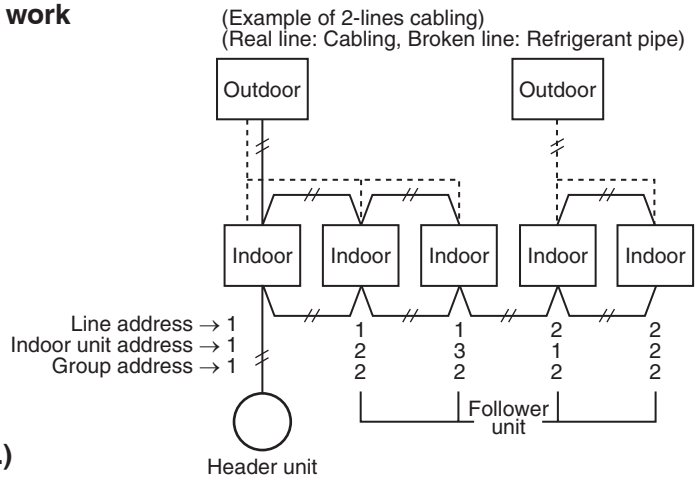 work
(Example of 2-lines cabling)
(Real line: Cabling, Broken line: Refrigerant pipe)
Outdoor Outdoor
Indoor Indoor Indoor Indoor Indoor
Line address → 1 1 1 2 2
Indoor unit address → 1 2 3 1 2
Group address → 1 2 2 2 2
Follower
unit
.)
Header unit